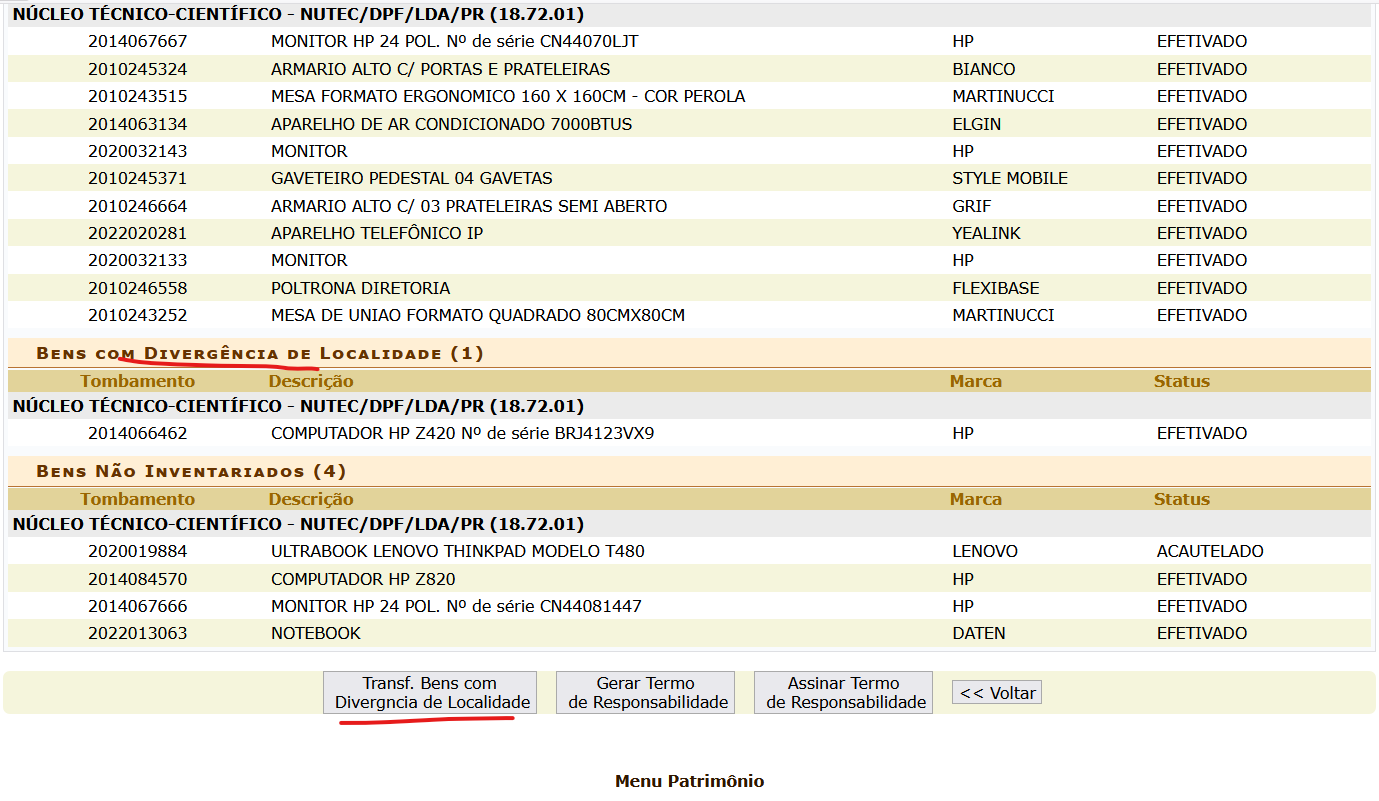 NÚCLEO TÉCNICO-CIENTÍFICO - NUTEC/DPF/LDA/PR (18.72.01)
2014067667 MONITOR HP 24 POL. Nº de série CN44070LJT HP EFETIVADO
2010245324 ARMARIO ALTO C/ PORTAS E PRATELEIRAS BIANCO EFETIVADO
2010243515 MESA FORMATO ERGONOMICO 160 X 160CM - COR PEROLA MARTINUCCI EFETIVADO
2014063134 APARELHO DE AR CONDICIONADO 7000BTUS ELGIN EFETIVADO
2020032143 MONITOR HP EFETIVADO
2010245371 GAVETEIRO PEDESTAL 04 GAVETAS STYLE MOBILE EFETIVADO
2010246664 ARMARIO ALTO C/ 03 PRATELEIRAS SEMI ABERTO GRIF EFETIVADO
2022020281 APARELHO TELEFÔNICO IP YEALINK EFETIVADO
2020032133 MONITOR HP EFETIVADO
2010246558 POLTRONA DIRETORIA FLEXIBASE EFETIVADO
2010243252 MESA DE UNIAO FORMATO QUADRADO 80CMX80CM MARTINUCCI EFETIVADO
Bens com Divergência de Localidade (1)
Tombamento Descrição Marca Status
NÚCLEO TÉCNICO-CIENTÍFICO - NUTEC/DPF/LDA/PR (18.72.01)
2014066462 COMPUTADOR HP Z420 Nº de série BRJ4123VX9 HP EFETIVADO
Bens Não Inventariados (4)
Tombamento Descrição Marca Status
NÚCLEO TÉCNICO-CIENTÍFICO - NUTEC/DPF/LDA/PR (18.72.01)
2020019884 ULTRABOOK LENOVO THINKPAD MODELO T480 LENOVO ACAUTELADO
2014084570 COMPUTADOR HP Z820 HP EFETIVADO
2014067666 MONITOR HP 24 POL. Nº de série CN44081447 HP EFETIVADO
2022013063 NOTEBOOK DATEN EFETIVADO
Transf. Bens com
Divergncia de Localidade
Gerar Termo
de Responsabilidade
Assinar Termo
de Responsabilidade
<< Voltar
Menu Patrimônio